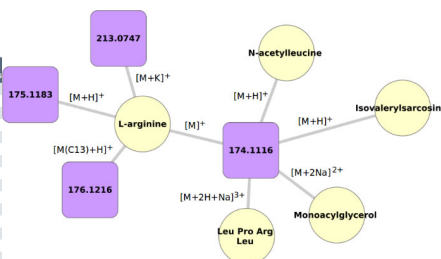 213.0747
N-acetylleucine
[M+K]+
175.1183
[M+H]+
[M+H]+
Isovalerylsarcosin
[M+H]+
L-arginine
[M]+
174.1116
[M(C13)+H]+
[M+2Na]2+
176.1216
[M+2H+Na]3+
Monoacylglycerol
Leu Pro Arg
Leu